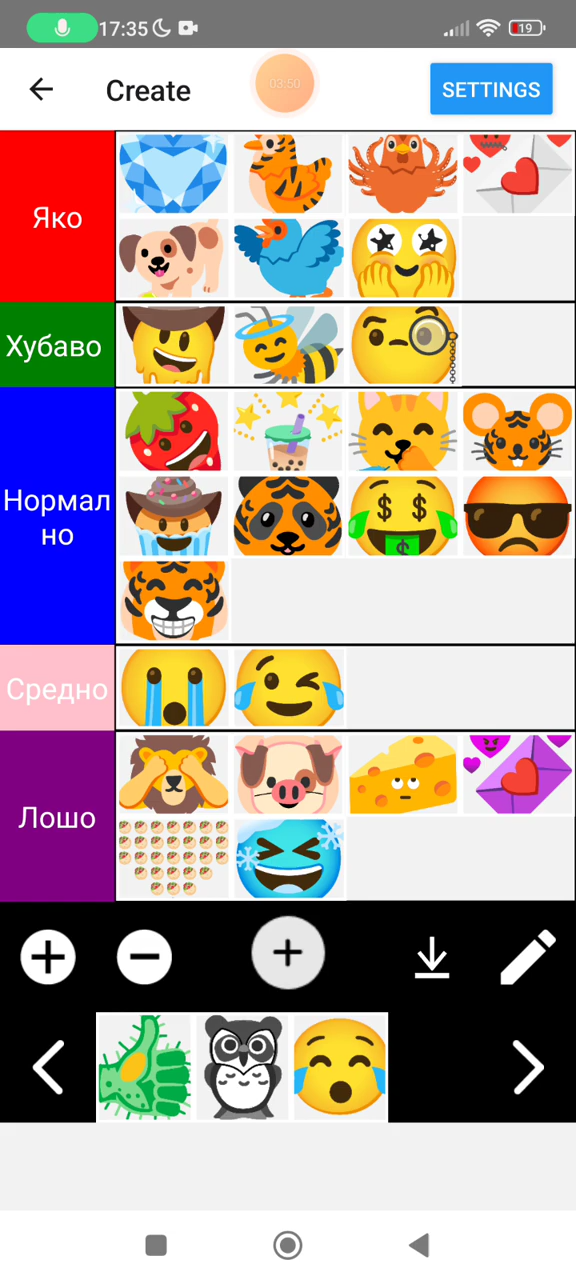 17:35
19
Create
03:50
SETTINGS
Яко
Хубаво
Нормал
но
Средно
Лошо